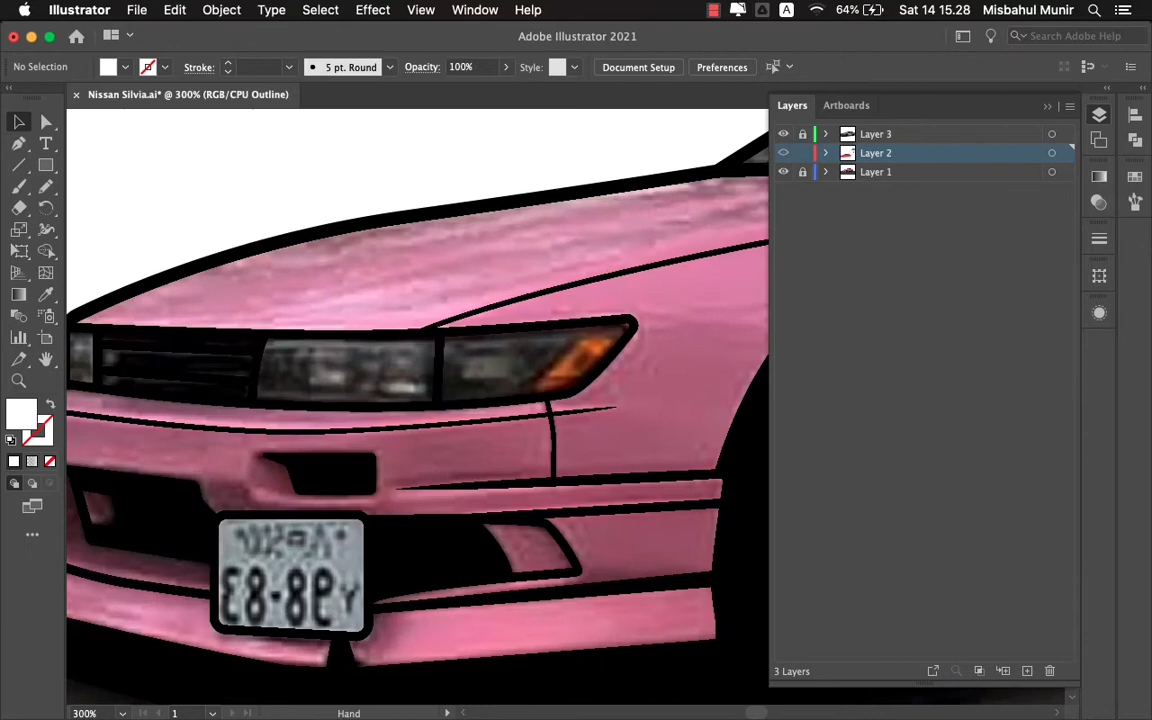 Illustrator File Edit Object Type Select Effect View Window Help A 64% Sat 14 15.28 Misbahul Munir
Adobe Illustrator 2021 Search Adobe Help
No Selection Stroke: 5 pt. Round Opacity: 100% Style: Document Setup Preferences
× Nissan Silvia.ai* @ 300% (RGB/CPU Outline)
Layers Artboards
Layer 3
Layer 2
Layer 1
3 Layers
300% 1 Hand